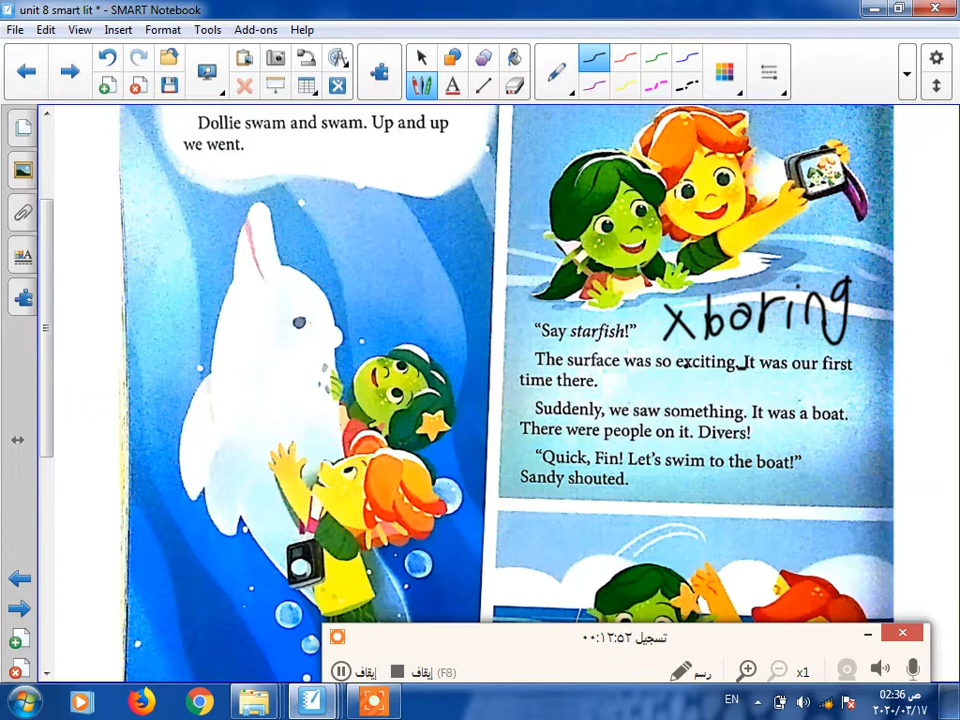 unit 8 smart lit * - SMART Notebook
File Edit View Insert Format Tools Add-ons Help
Dollie swam and swam. Up and up
we went.
x boring
“Say starfish!”
The surface was so exciting. It was our first
time there.
Suddenly, we saw something. It was a boat.
There were people on it. Divers!
“Quick, Fin! Let’s swim to the boat!”
Sandy shouted.
تسجيل ٠٠:١٢:٥٢
إيقاف
إيقاف (F8)
رسم
x1
EN
02:36 ص
٢٠٢٠/٠٣/١٧